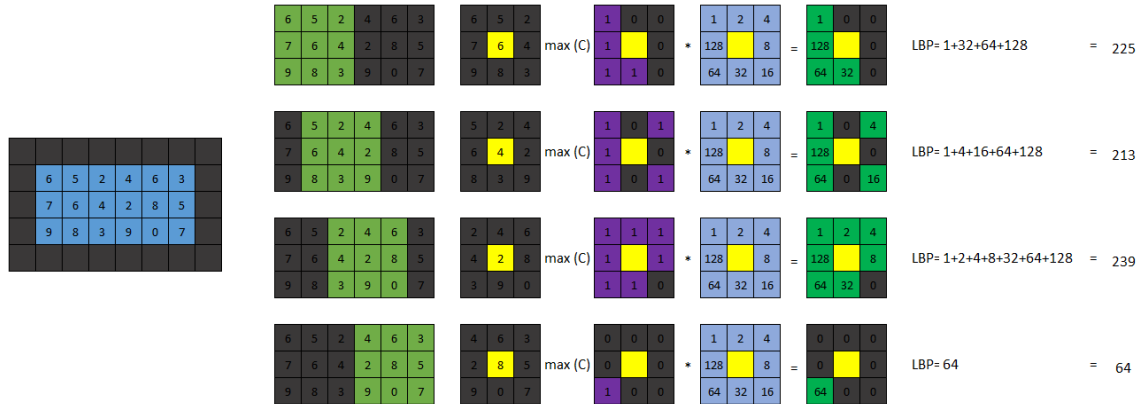 6 5 2 4 6 3
7 6 4 2 8 5
9 8 3 9 0 7
6 5 2 4 6 3 6 5 2 1 0 0 1 2 4 1 0 0
7 6 4 2 8 5 7 6 4 max (C) 1 0 * 128 8 = 128 0 LBP= 1+32+64+128 = 225
9 8 3 9 0 7 9 8 3 1 1 0 64 32 16 64 32 0
6 5 2 4 6 3 5 2 4 1 0 1 1 2 4 1 0 4
7 6 4 2 8 5 6 4 2 max (C) 1 0 * 128 8 = 128 0 LBP= 1+4+16+64+128 = 213
9 8 3 9 0 7 8 3 9 1 0 1 64 32 16 64 0 16
6 5 2 4 6 3 2 4 6 1 1 1 1 2 4 1 2 4
7 6 4 2 8 5 4 2 8 max (C) 1 1 * 128 8 = 128 8 LBP= 1+2+4+8+32+64+128 = 239
9 8 3 9 0 7 3 9 0 1 1 0 64 32 16 64 32 0
6 5 2 4 6 3 4 6 3 0 0 0 1 2 4 0 0 0
7 6 4 2 8 5 2 8 5 max (C) 0 0 * 128 8 = 0 0 LBP= 64 = 64
9 8 3 9 0 7 9 0 7 1 0 0 64 32 16 64 0 0